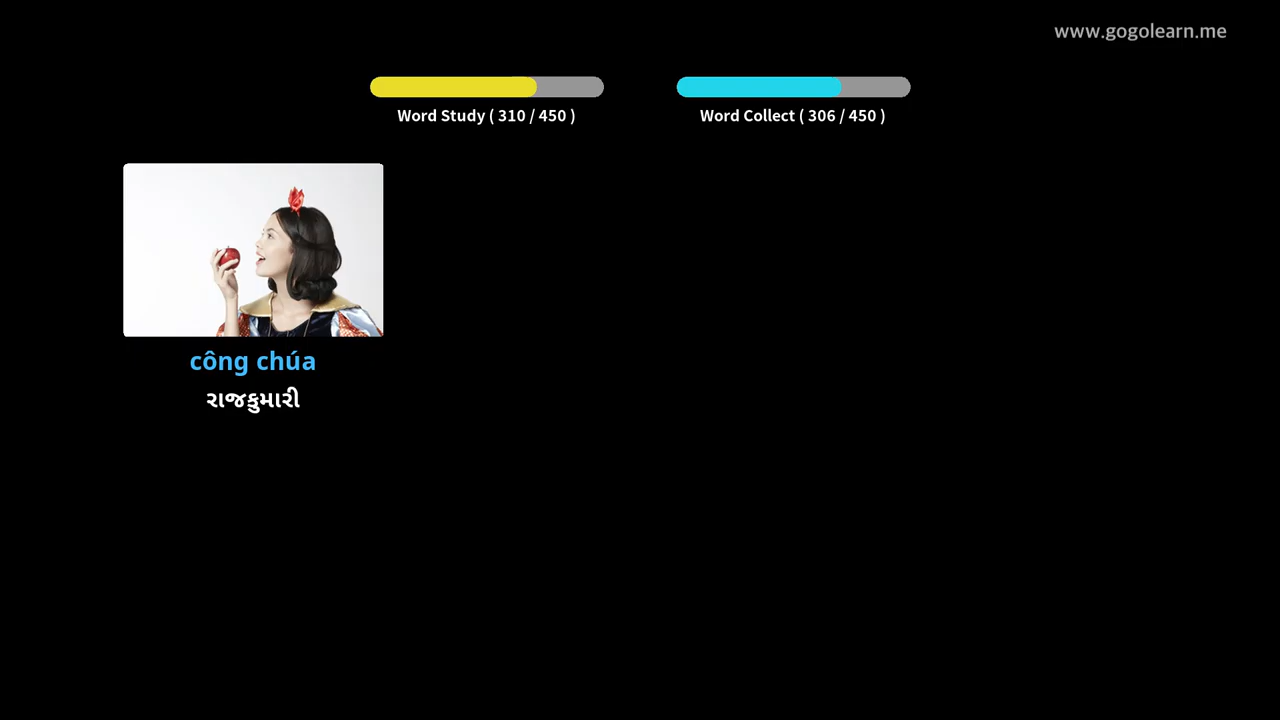 www.gogolearn.me
Word Study ( 310 / 450 )
Word Collect ( 306 / 450 )
công chúa
રાજકુમારી